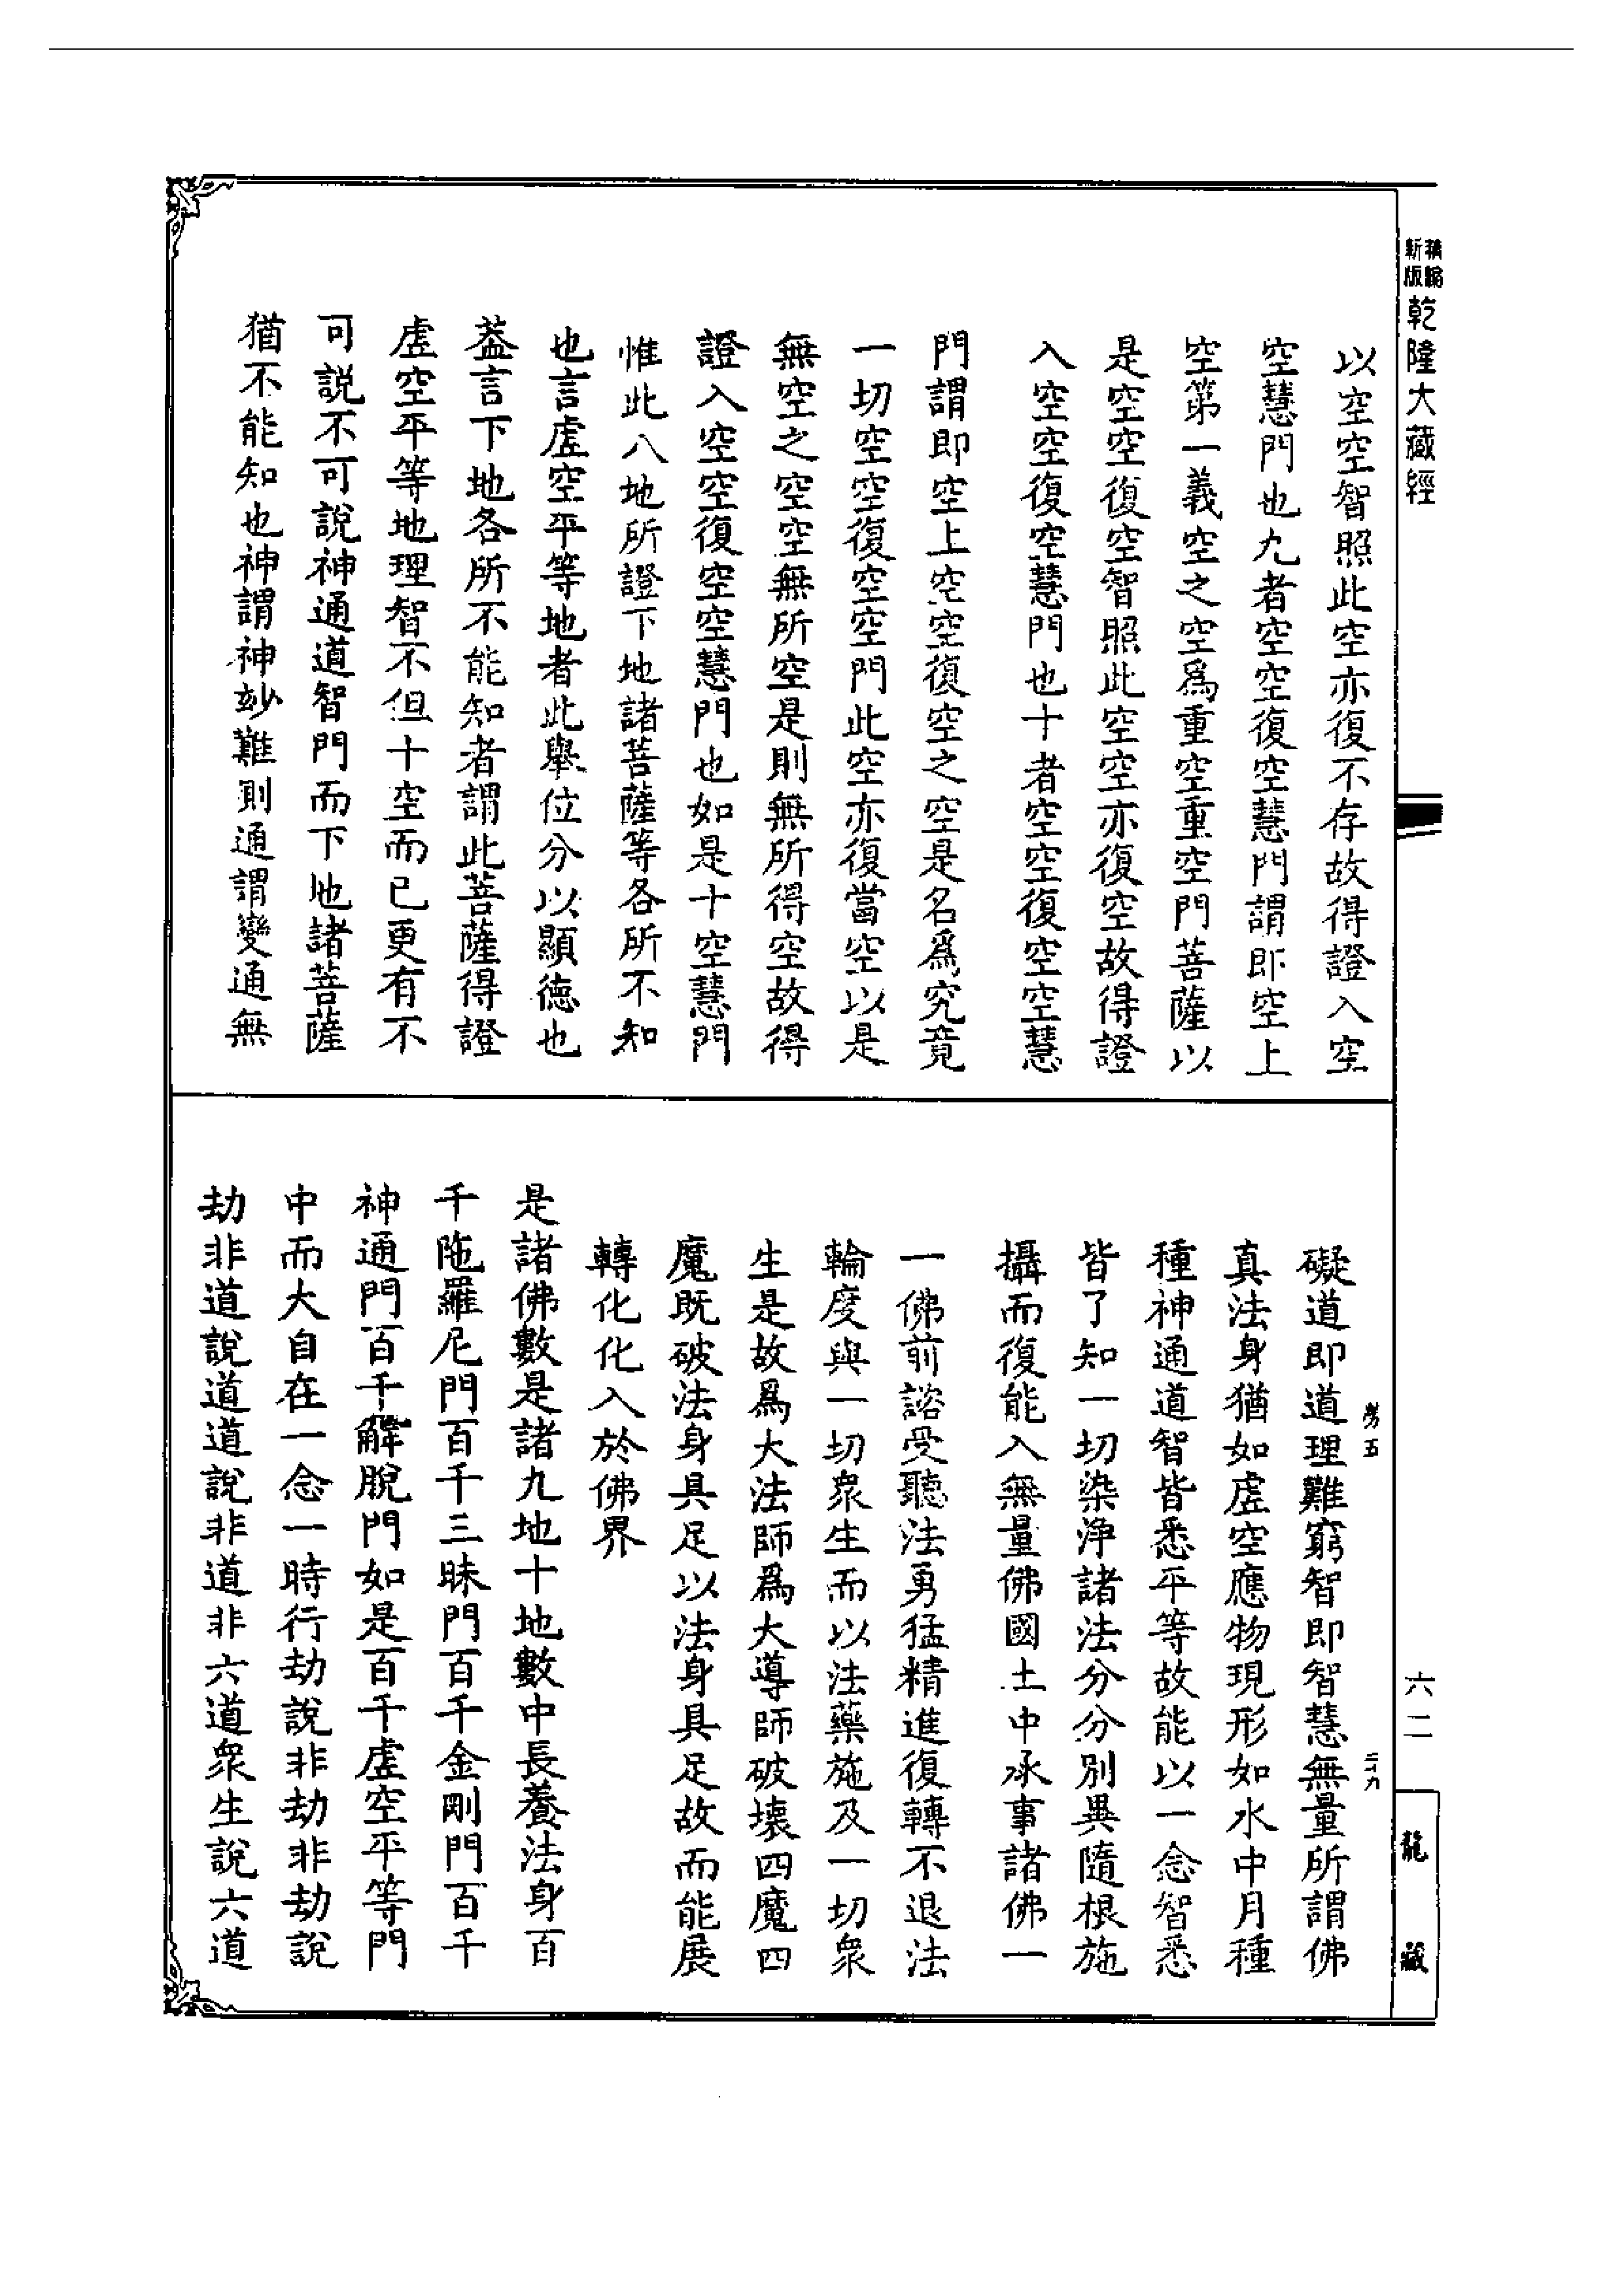 精縮新版乾隆大藏經
以空空智照此空亦復不存故得證入空
空慧門也九者空空復空慧門謂即空上
空第一義空之空爲重空重空門菩薩以
是空空復空智照此空空亦復空故得證
入空空復空慧門也十者空空復空空慧
門謂即空上空空復空之空是名爲究竟
一切空空復空空門此空亦復當空以是
無空之空空無所空是則無所得空故得
證入空空復空空慧門也如是十空慧門
惟此八地所證下地諸菩薩等各所不知
也言虛空平等地者此舉位分以顯德也
葢言下地各所不能知者謂此菩薩得證
虛空平等地理智不但十空而已更有不
可説不可說神通道智門而下地諸菩薩
猶不能知也神謂神妙難則通謂變通無
礙道即道理難窮智即智慧無量所謂佛
真法身猶如虛空應物現形如水中月種
種神通道智皆悉平等故能以一念智悉
皆了知一切染淨諸法分分別異隨根施
攝而復能入無量佛國土中承事諸佛一
一佛前諮受聽法勇猛精進復轉不退法
輪度與一切衆生而以法藥施及一切衆
生是故爲大法師爲大導師破壞四魔四
魔既破法身具足以法身具足故而能展
轉化化入於佛界
是諸佛數是諸九地十地數中長養法身百
千陁羅尼門百千三昧門百千金剛門百千
神通門百千解脫門如是百千虛空平等門
中而大自在一念一時行劫說非劫非劫說
劫非道說道道說非道非六道衆生說六道
勞五
二十九
六二
龍藏